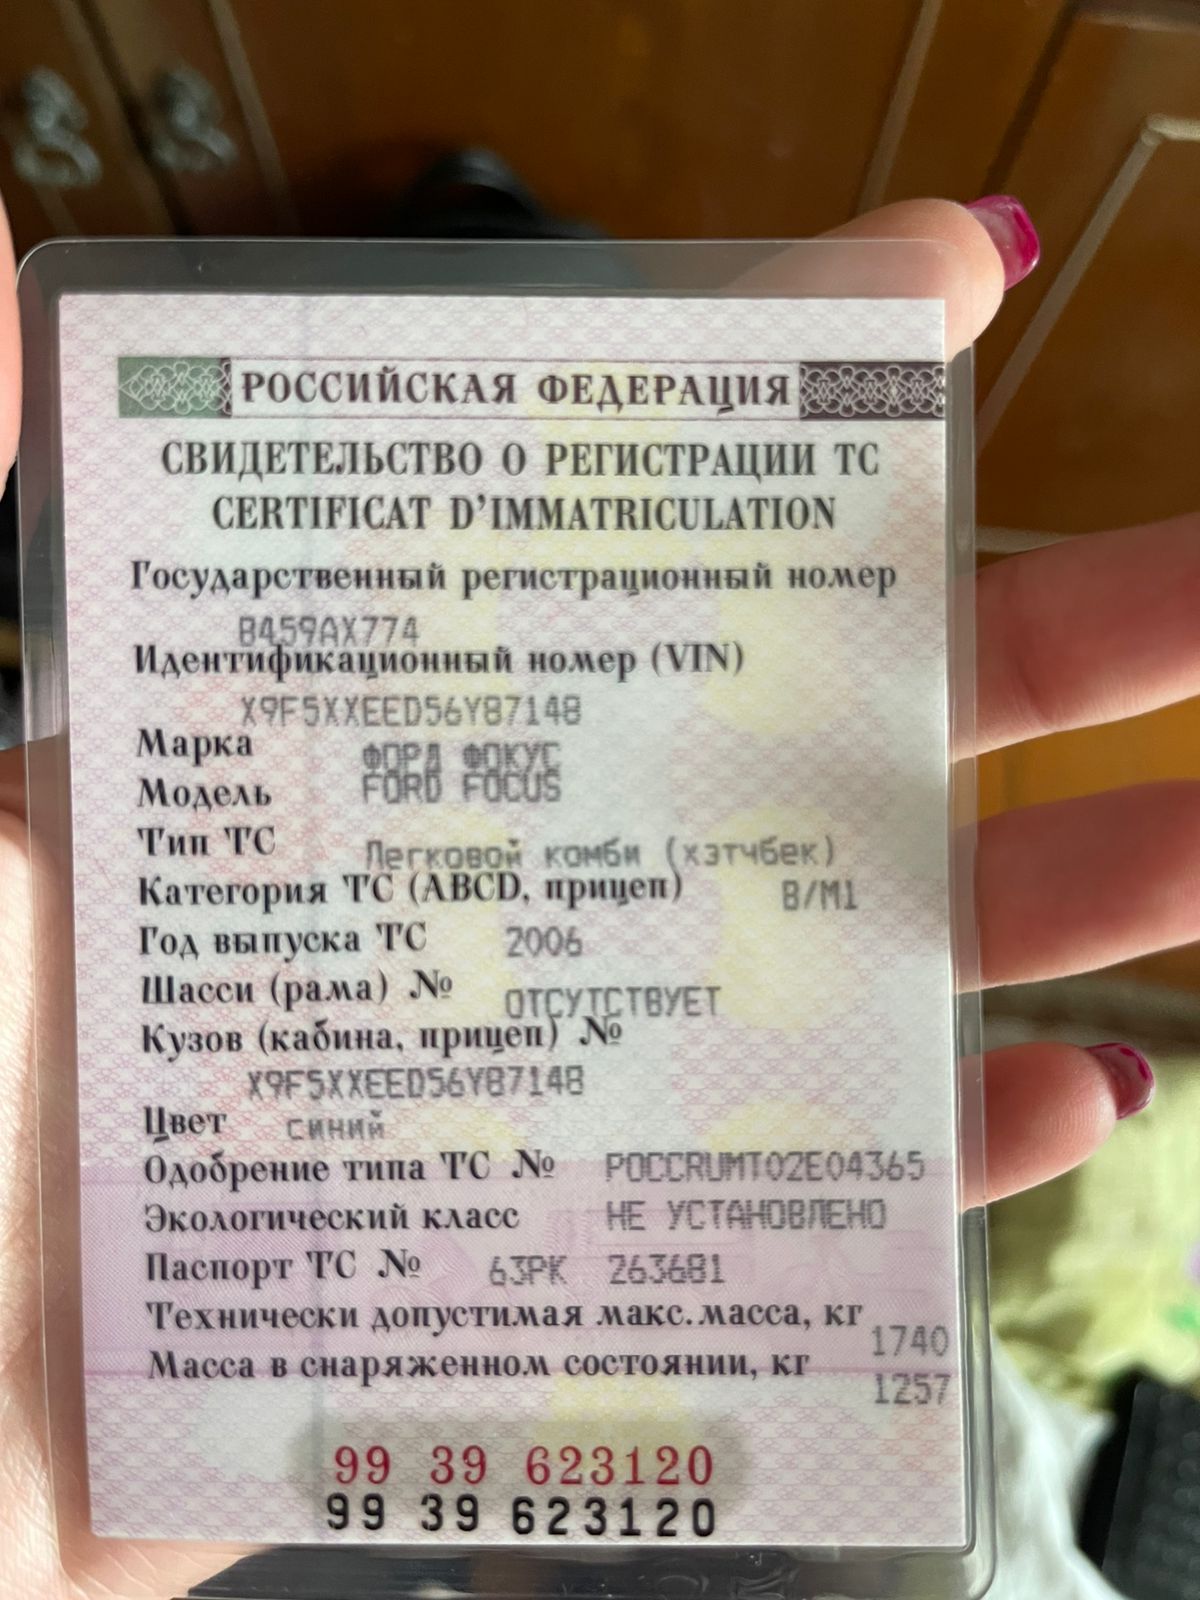 РОССИЙСКАЯ ФЕДЕРАЦИЯ
СВИДЕТЕЛЬСТВО О РЕГИСТРАЦИИ ТС
CERTIFICAT D'IMMATRICULATION
Государственный регистрационный номер
В459АХ774
Идентификационный номер (VIN)
X9F5XXEED56Y87148
Марка ФОРД ФОКУС
Модель FORD FOCUS
Тип ТС Легковой комби (хэтчбек)
Категория ТС (ABCD, прицеп) B/M1
Год выпуска ТС 2006
Шасси (рама) № ОТСУТСТВУЕТ
Кузов (кабина, прицеп) №
X9F5XXEED56Y87148
Цвет синий
Одобрение типа ТС № РОССRUМТ02Е04365
Экологический класс НЕ УСТАНОВЛЕНО
Паспорт ТС № 63РК 263681
Технически допустимая макс.масса, кг 1740
Масса в снаряженном состоянии, кг 1257
99 39 623120
99 39 623120